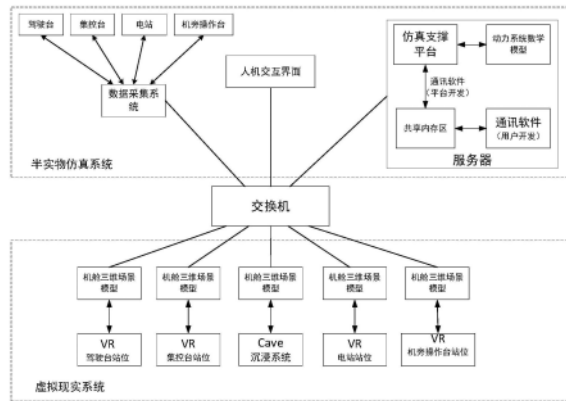 驾驶台
集控台
电站
机旁操作台
数据采集系
统
人机交互界面
仿真支撑
平台
动力系统数学
模型
通讯软件
(平台开发)
共享内存区
通讯软件
(用户开发)
服务器
半实物仿真系统
交换机
机舱三维场景
模型
机舱三维场景
模型
机舱三维场景
模型
机舱三维场景
模型
机舱三维场景
模型
VR
驾驶台站位
VR
集控台站位
Cave
沉浸系统
VR
电站站位
VR
机旁操作台站位
虚拟现实系统